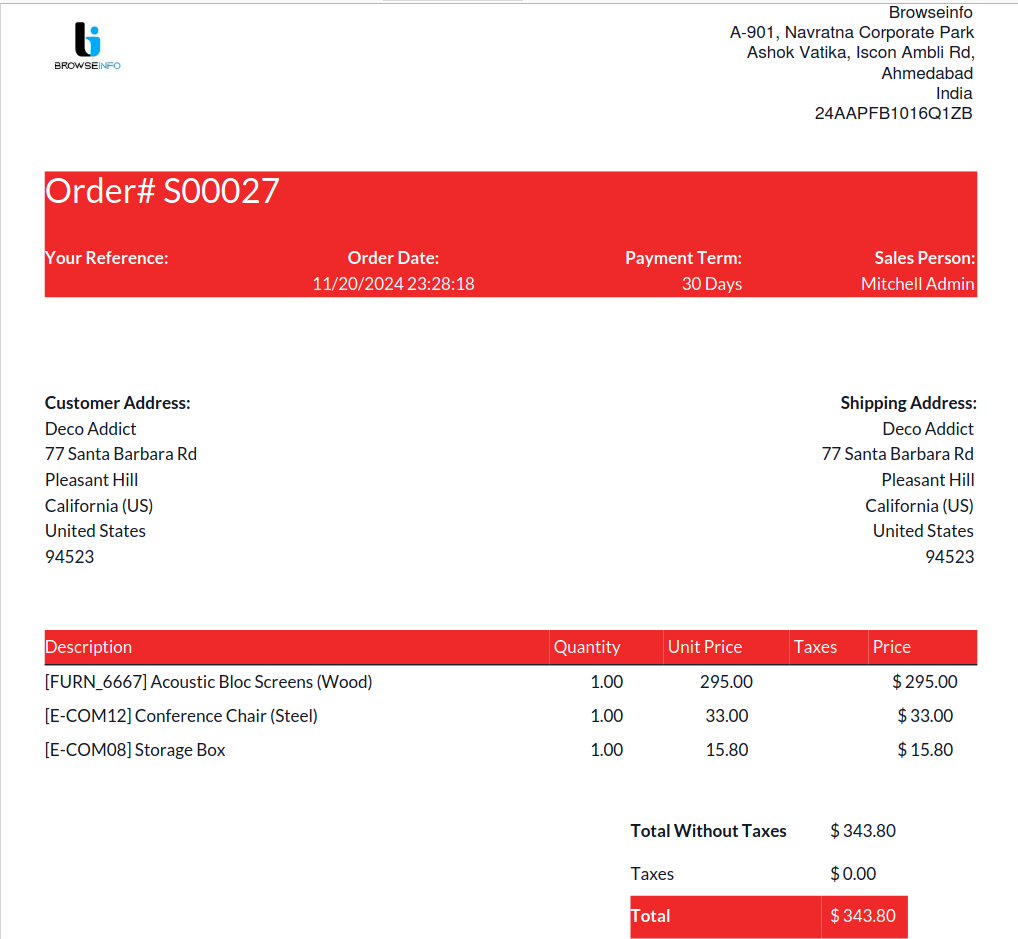 BROWSEINFO
Browseinfo
A-901, Navratna Corporate Park
Ashok Vatika, Iscon Ambli Rd,
Ahmedabad
India
24AAPFB1016Q1ZB
Order# S00027
Your Reference: Order Date: Payment Term: Sales Person:
11/20/2024 23:28:18 30 Days Mitchell Admin
Customer Address:
Deco Addict
77 Santa Barbara Rd
Pleasant Hill
California (US)
United States
94523
Shipping Address:
Deco Addict
77 Santa Barbara Rd
Pleasant Hill
California (US)
United States
94523
Description Quantity Unit Price Taxes Price
[FURN_6667] Acoustic Bloc Screens (Wood) 1.00 295.00 $ 295.00
[E-COM12] Conference Chair (Steel) 1.00 33.00 $ 33.00
[E-COM08] Storage Box 1.00 15.80 $ 15.80
Total Without Taxes $ 343.80
Taxes $ 0.00
Total $ 343.80